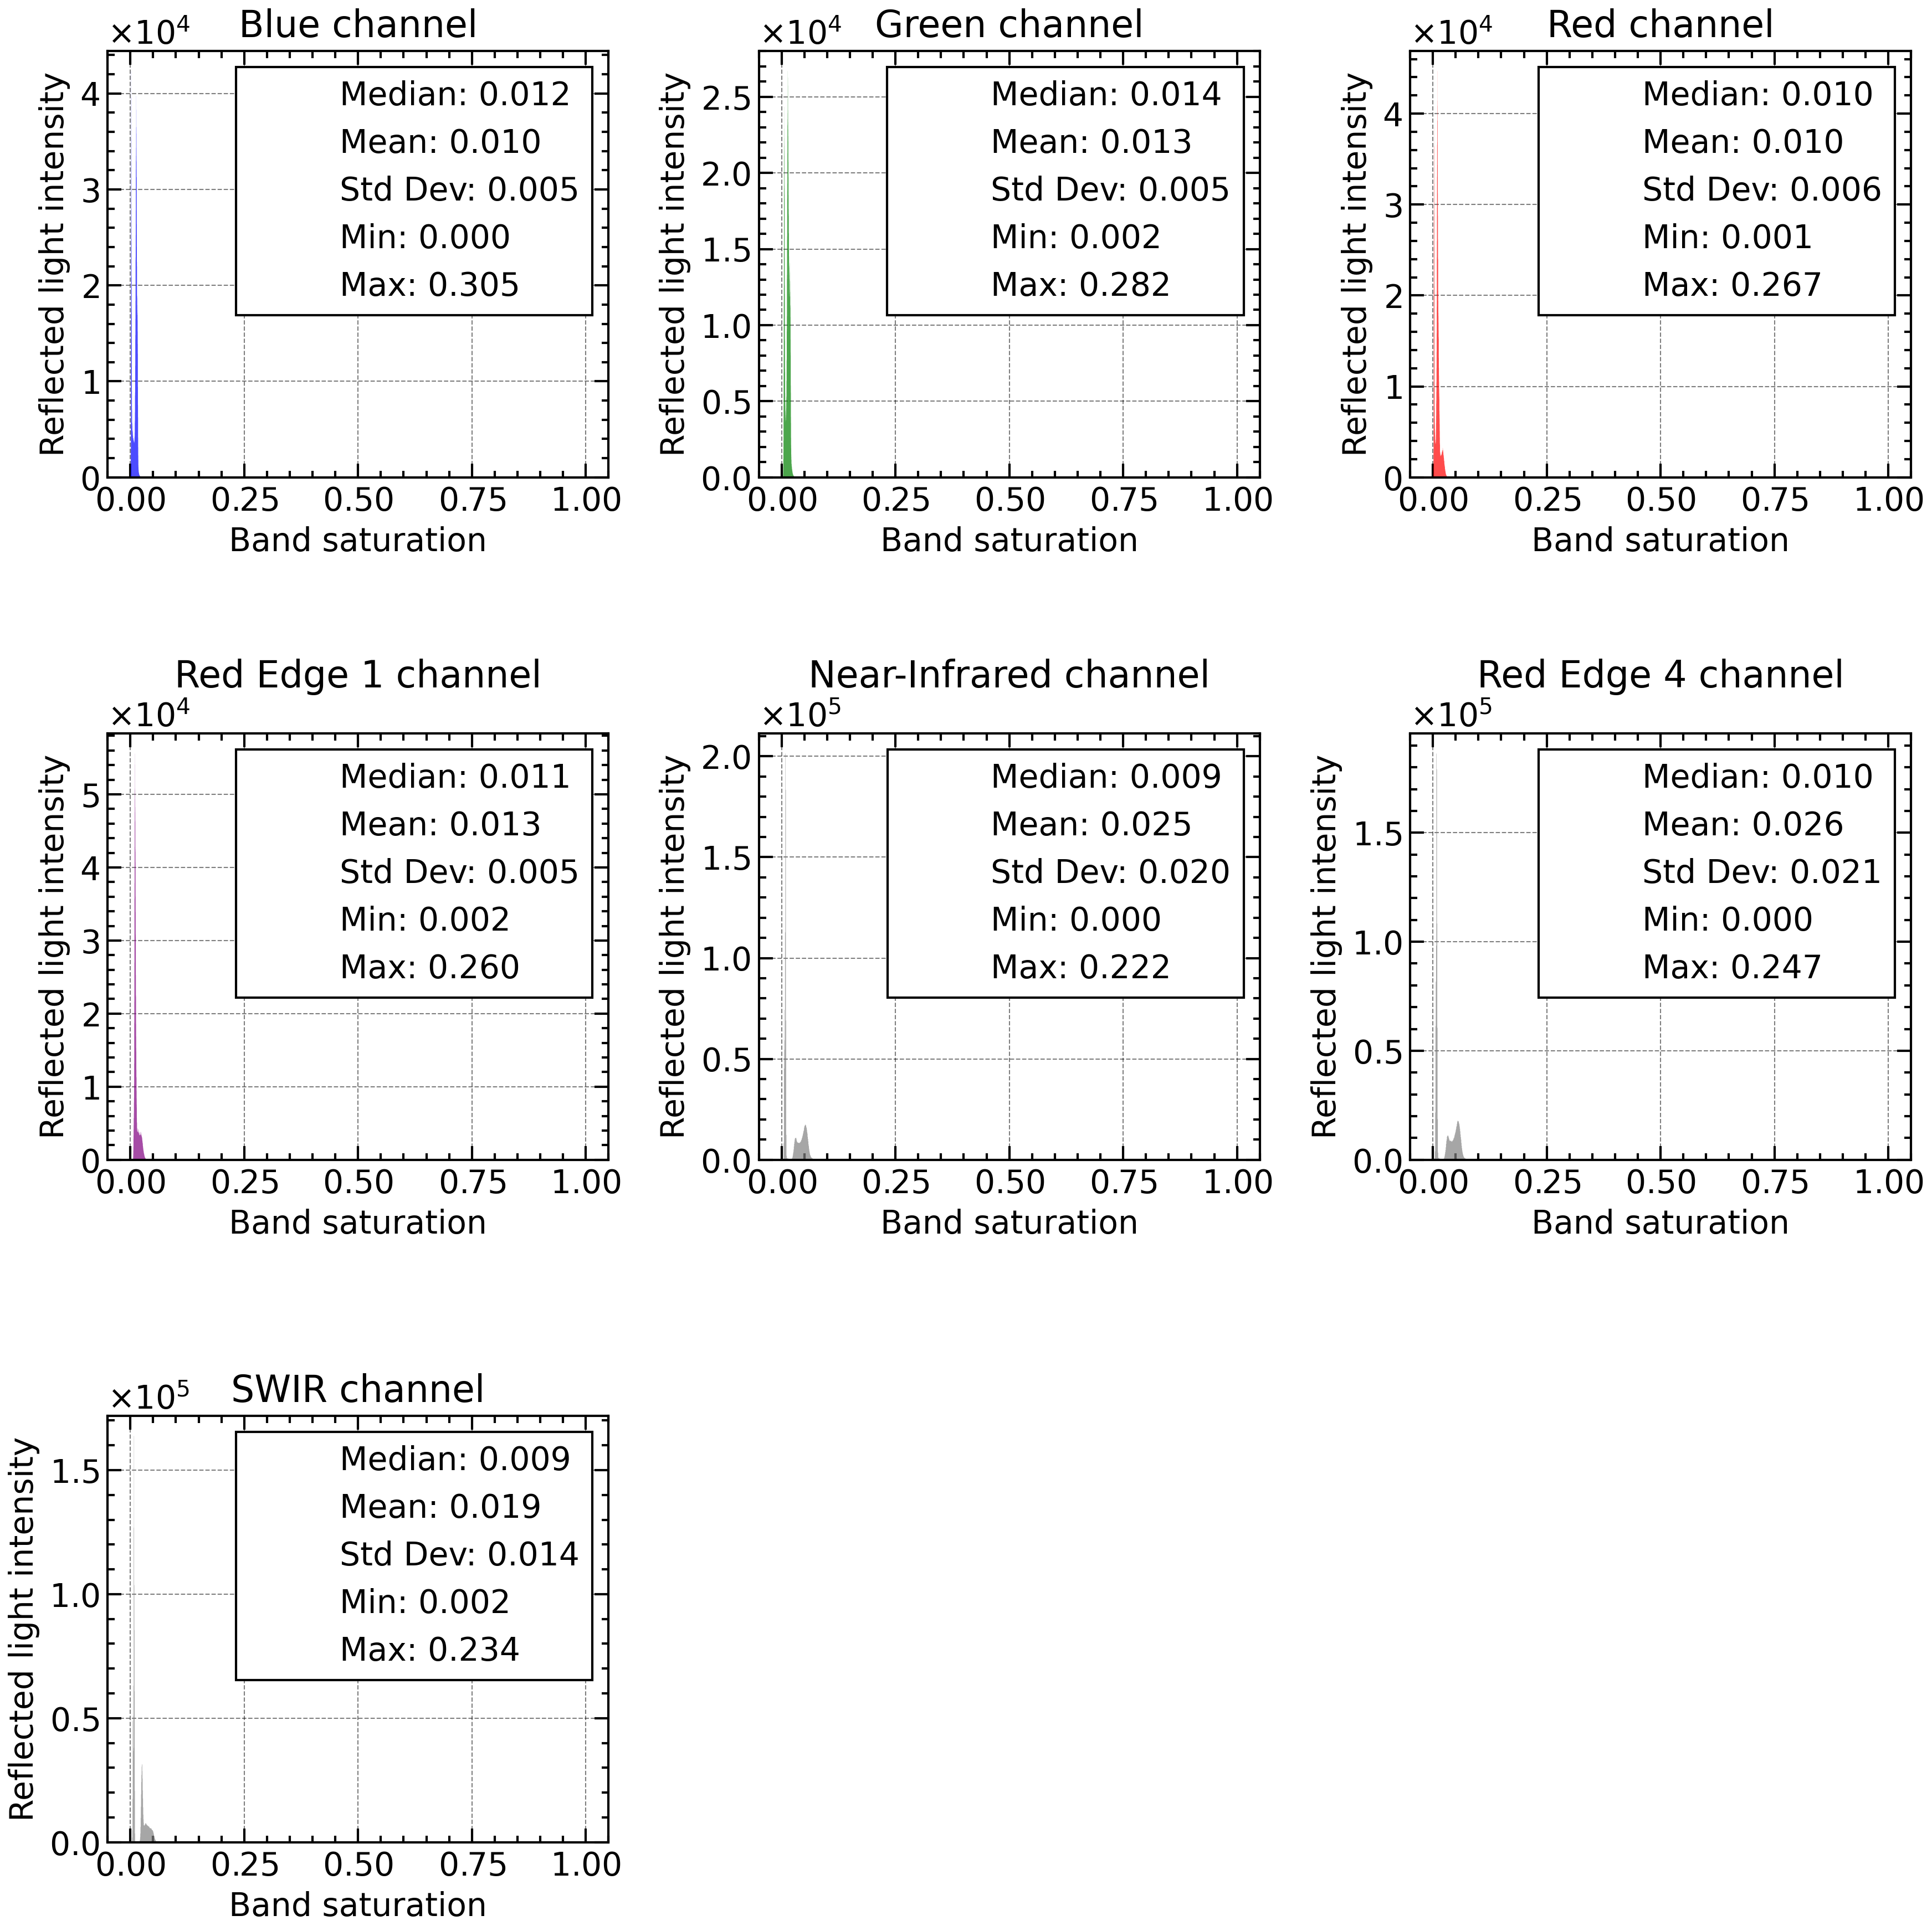 Blue channel
×10⁴
Reflected light intensity
4
3
2
1
0
Median: 0.012
Mean: 0.010
Std Dev: 0.005
Min: 0.000
Max: 0.305
0.00 0.25 0.50 0.75 1.00
Band saturation
Green channel
×10⁴
Reflected light intensity
2.5
2.0
1.5
1.0
0.5
0.0
Median: 0.014
Mean: 0.013
Std Dev: 0.005
Min: 0.002
Max: 0.282
0.00 0.25 0.50 0.75 1.00
Band saturation
Red channel
×10⁴
Reflected light intensity
4
3
2
1
0
Median: 0.010
Mean: 0.010
Std Dev: 0.006
Min: 0.001
Max: 0.267
0.00 0.25 0.50 0.75 1.00
Band saturation
Red Edge 1 channel
×10⁴
Reflected light intensity
5
4
3
2
1
0
Median: 0.011
Mean: 0.013
Std Dev: 0.005
Min: 0.002
Max: 0.260
0.00 0.25 0.50 0.75 1.00
Band saturation
Near-Infrared channel
×10⁵
Reflected light intensity
2.0
1.5
1.0
0.5
0.0
Median: 0.009
Mean: 0.025
Std Dev: 0.020
Min: 0.000
Max: 0.222
0.00 0.25 0.50 0.75 1.00
Band saturation
Red Edge 4 channel
×10⁵
Reflected light intensity
1.5
1.0
0.5
0.0
Median: 0.010
Mean: 0.026
Std Dev: 0.021
Min: 0.000
Max: 0.247
0.00 0.25 0.50 0.75 1.00
Band saturation
SWIR channel
×10⁵
Reflected light intensity
1.5
1.0
0.5
0.0
Median: 0.009
Mean: 0.019
Std Dev: 0.014
Min: 0.002
Max: 0.234
0.00 0.25 0.50 0.75 1.00
Band saturation